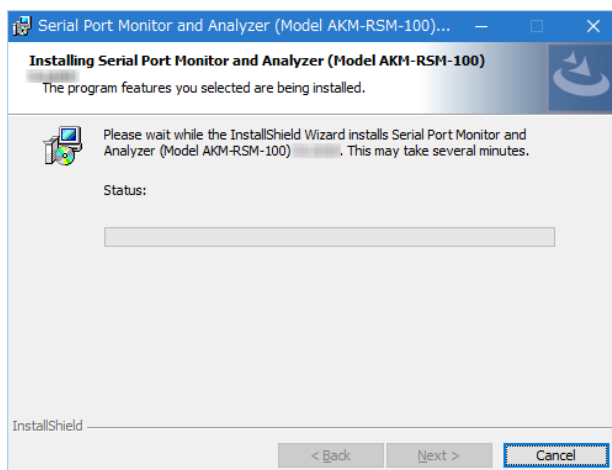 Serial Port Monitor and Analyzer (Model AKM-RSM-100)...
Installing Serial Port Monitor and Analyzer (Model AKM-RSM-100)
The program features you selected are being installed.
Please wait while the InstallShield Wizard installs Serial Port Monitor and
Analyzer (Model AKM-RSM-100) . This may take several minutes.
Status:
InstallShield
< Back
Next >
Cancel